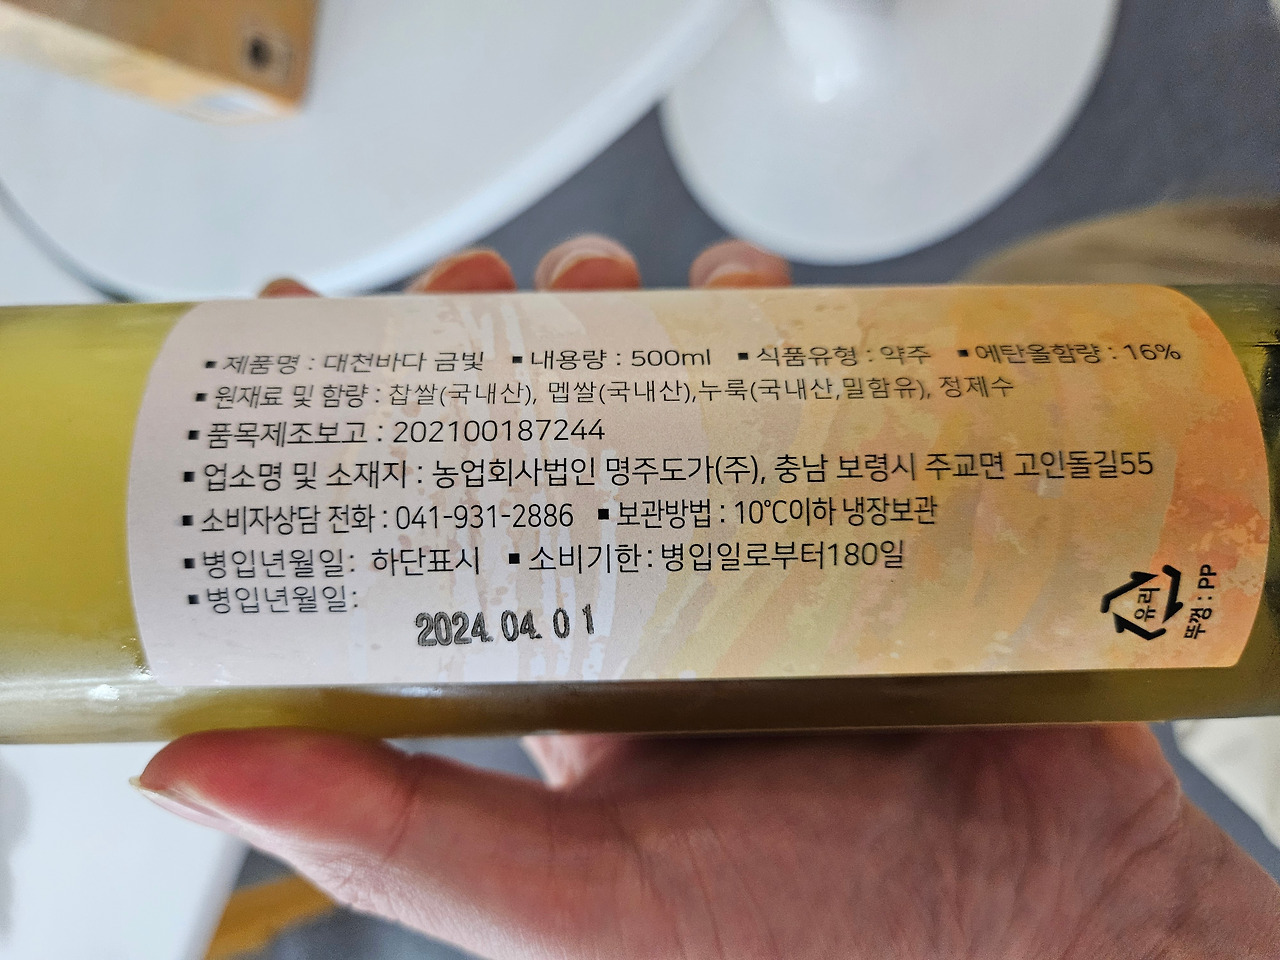 ▪ 제품명 : 대천바다 금빛 ▪ 내용량 : 500ml ▪ 식품유형 : 약주 ▪ 에탄올함량 : 16%
▪ 원재료 및 함량 : 찹쌀(국내산), 멥쌀(국내산),누룩(국내산,밀함유), 정제수
▪ 품목제조보고 : 202100187244
▪ 업소명 및 소재지 : 농업회사법인 명주도가(주), 충남 보령시 주교면 고인돌길55
▪ 소비자상담 전화 : 041-931-2886 ▪ 보관방법 : 10℃이하 냉장보관
▪ 병입년월일: 하단표시 ▪ 소비기한 : 병입일로부터180일
▪ 병입년월일:
2024.04.01
유리
뚜껑 : PP